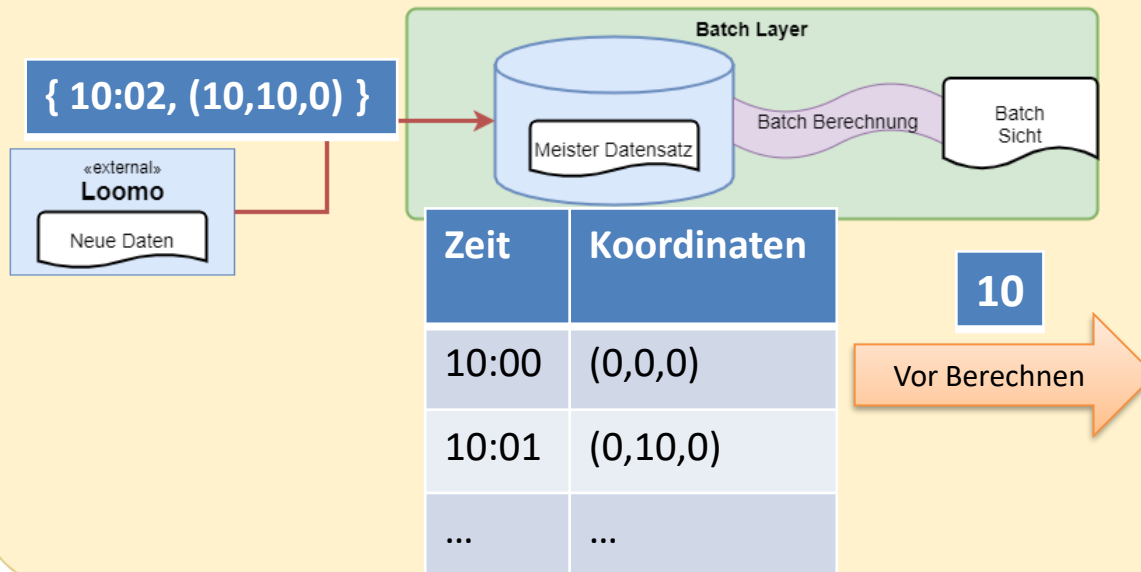 Batch Layer
{ 10:02, (10,10,0) }
Meister Datensatz
Batch Berechnung
Batch
Sicht
«external»
Loomo
Neue Daten
Zeit Koordinaten
10:00 (0,0,0)
10:01 (0,10,0)
... ...
10
Vor Berechnen